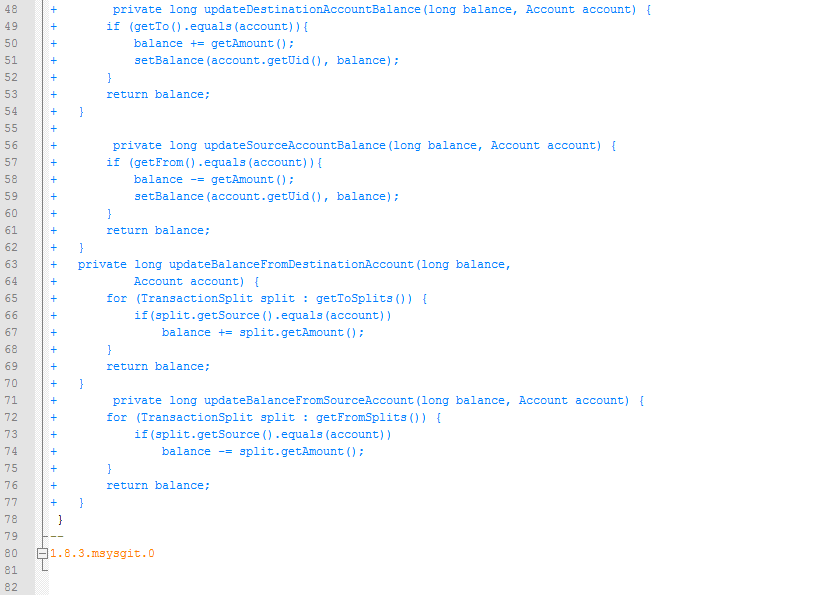 48 +        private long updateDestinationAccountBalance(long balance, Account account) {
49 +       if (getTo().equals(account)){
50 +           balance += getAmount();
51 +           setBalance(account.getUid(), balance);
52 +       }
53 +       return balance;
54 +   }
55 +
56 +        private long updateSourceAccountBalance(long balance, Account account) {
57 +       if (getFrom().equals(account)){
58 +           balance -= getAmount();
59 +           setBalance(account.getUid(), balance);
60 +       }
61 +       return balance;
62 +   }
63 +   private long updateBalanceFromDestinationAccount(long balance,
64 +           Account account) {
65 +       for (TransactionSplit split : getToSplits()) {
66 +           if(split.getSource().equals(account))
67 +               balance += split.getAmount();
68 +       }
69 +       return balance;
70 +   }
71 +        private long updateBalanceFromSourceAccount(long balance, Account account) {
72 +       for (TransactionSplit split : getFromSplits()) {
73 +           if(split.getSource().equals(account))
74 +               balance -= split.getAmount();
75 +       }
76 +       return balance;
77 +   }
78  }
79 ---
80 1.8.3.msysgit.0
81
82